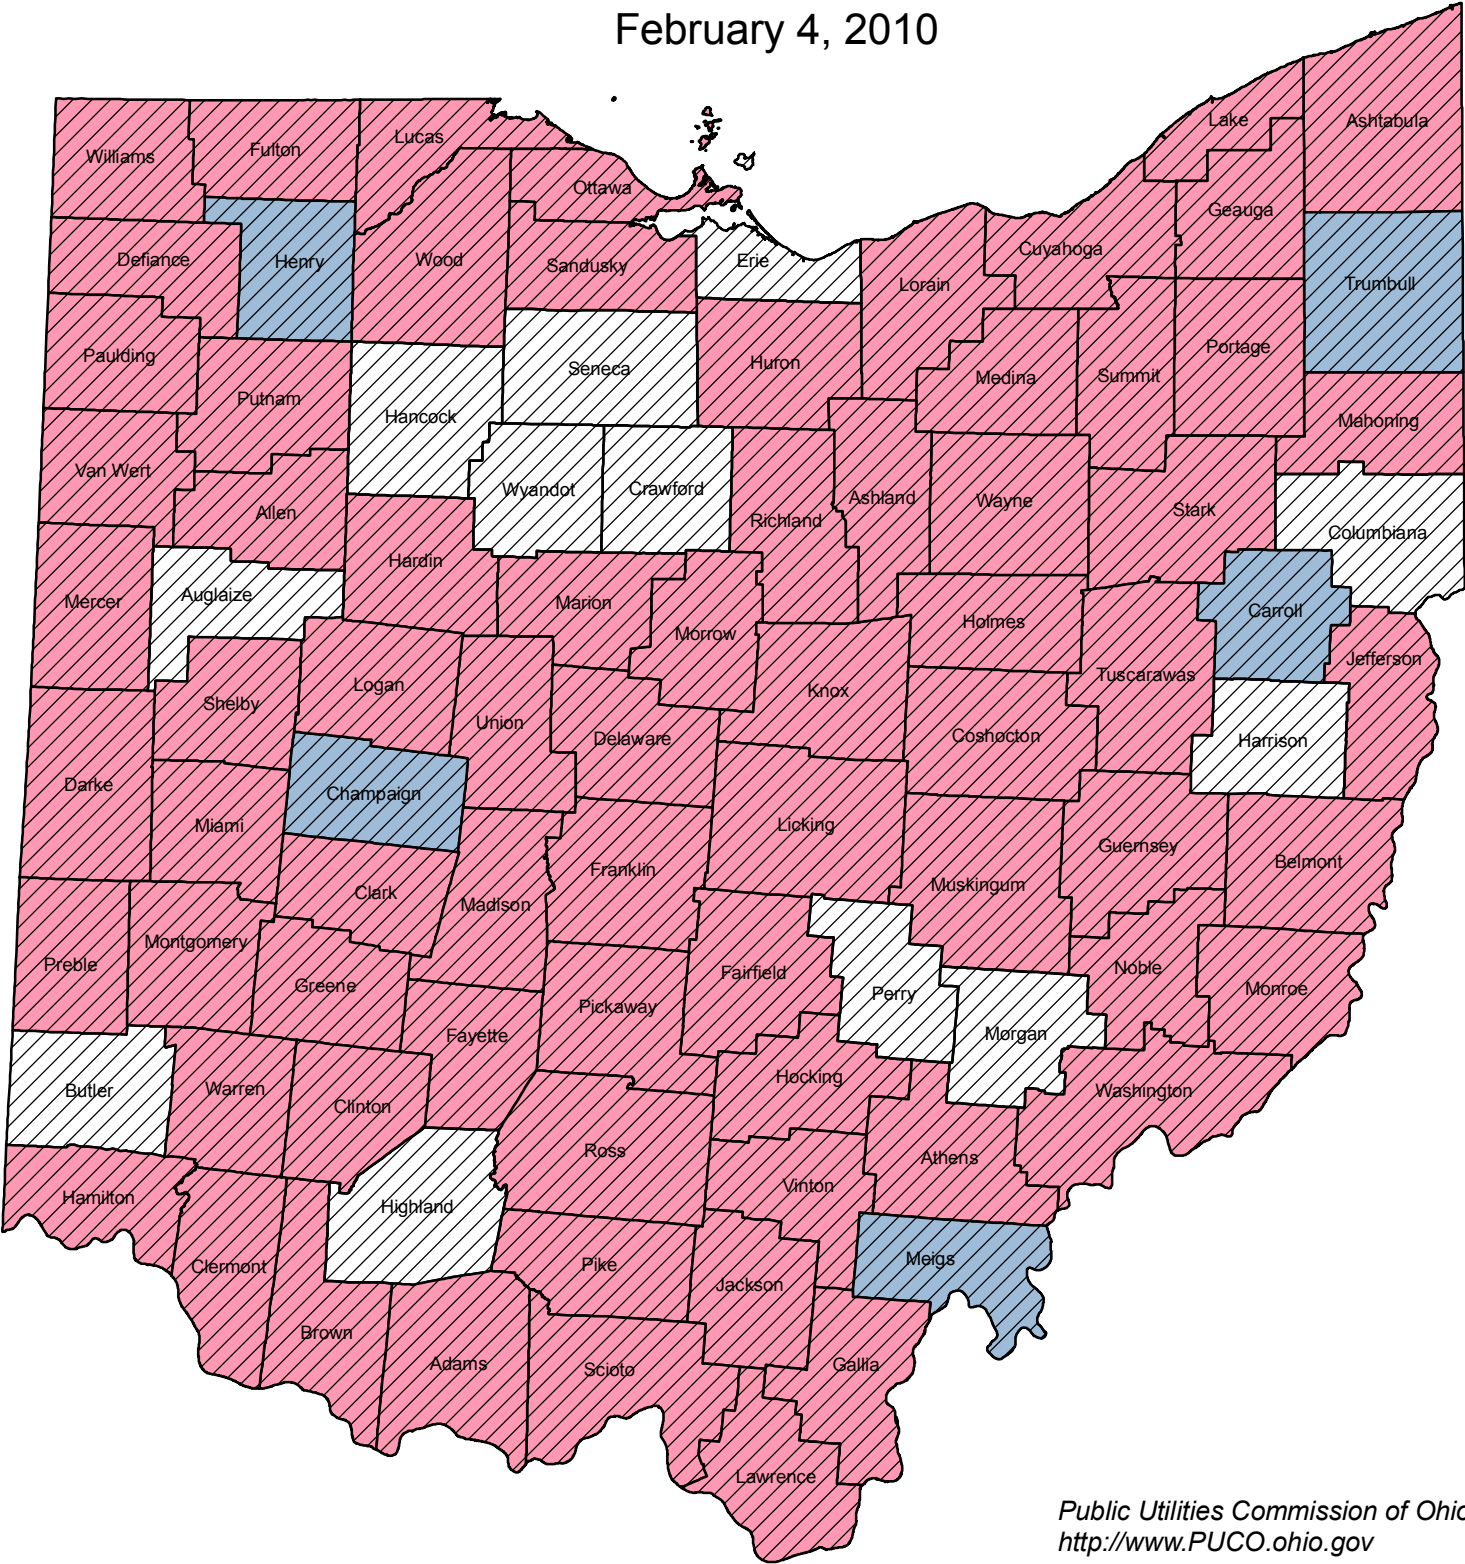 February 4, 2010
Lake
Ashtabula
Lucas
Fulton
Williams
Ottawa
Geauga
Cuyahoga
Defiance
Henry
Wood
Sandusky
Erie
Lorain
Trumbull
Paulding
Seneca
Huron
Portage
Medina
Summit
Putnam
Hancock
Mahoning
Van Wert
Wyandot
Crawford
Ashland
Wayne
Allen
Richland
Stark
Columbiana
Hardin
Mercer
Auglaize
Marion
Carroll
Holmes
Morrow
Jefferson
Tuscarawas
Logan
Knox
Shelby
Union
Delaware
Coshocton
Harrison
Darke
Champaign
Miami
Licking
Guernsey
Belmont
Franklin
Muskingum
Clark
Madison
Montgomery
Preble
Fairfield
Noble
Greene
Perry
Monroe
Pickaway
Fayette
Morgan
Butler
Warren
Hocking
Washington
Clinton
Ross
Athens
Vinton
Hamilton
Highland
Meigs
Clermont
Pike
Jackson
Brown
Adams
Scioto
Gallia
Lawrence
Public Utilities Commission of Ohio
http://www.PUCO.ohio.gov